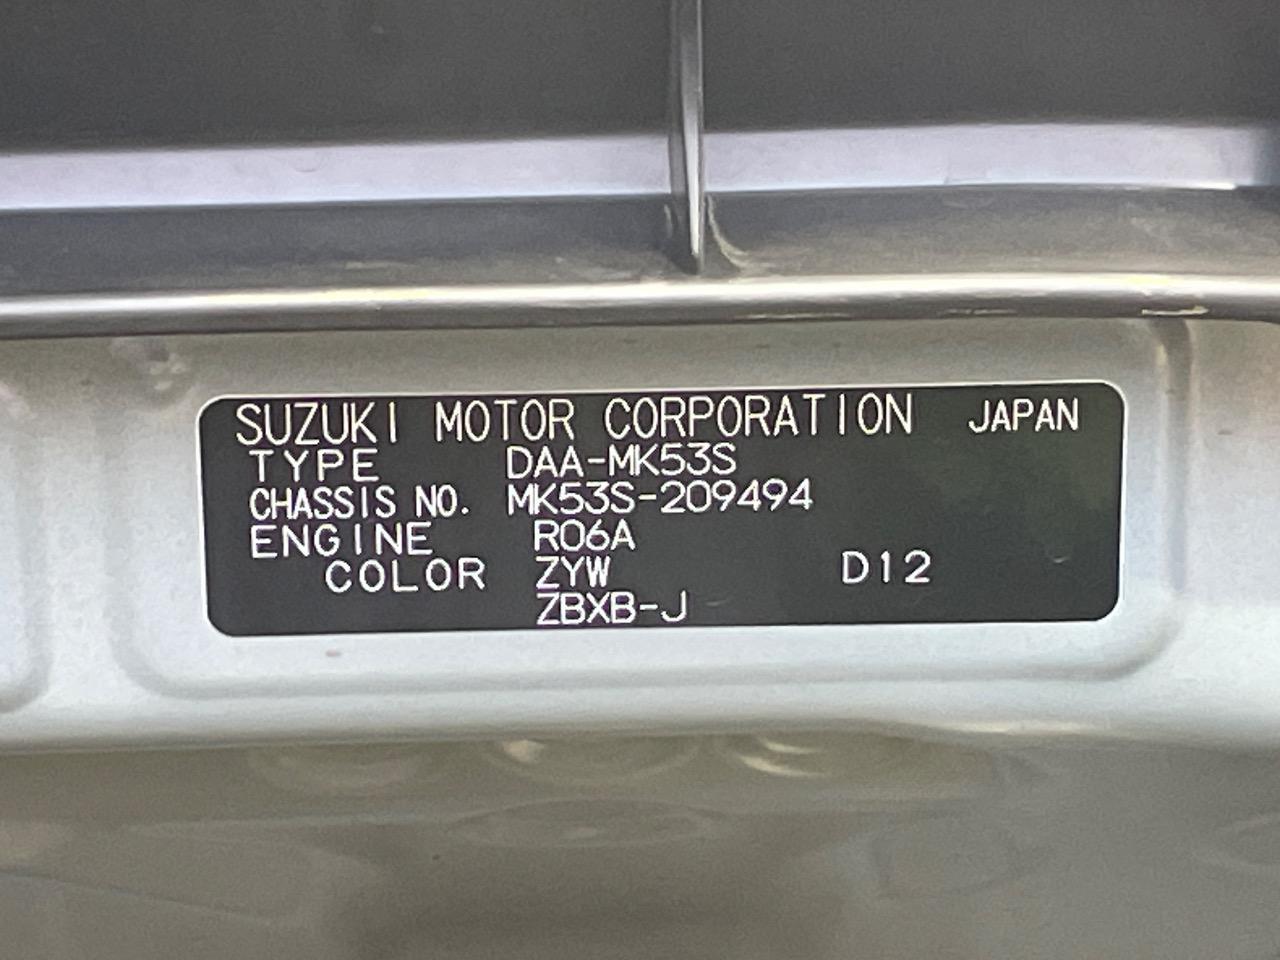 SUZUKI MOTOR CORPORATION JAPAN
TYPE DAA-MK53S
CHASSIS NO. MK53S-209494
ENGINE R06A
COLOR ZYW D12
ZBXB-J